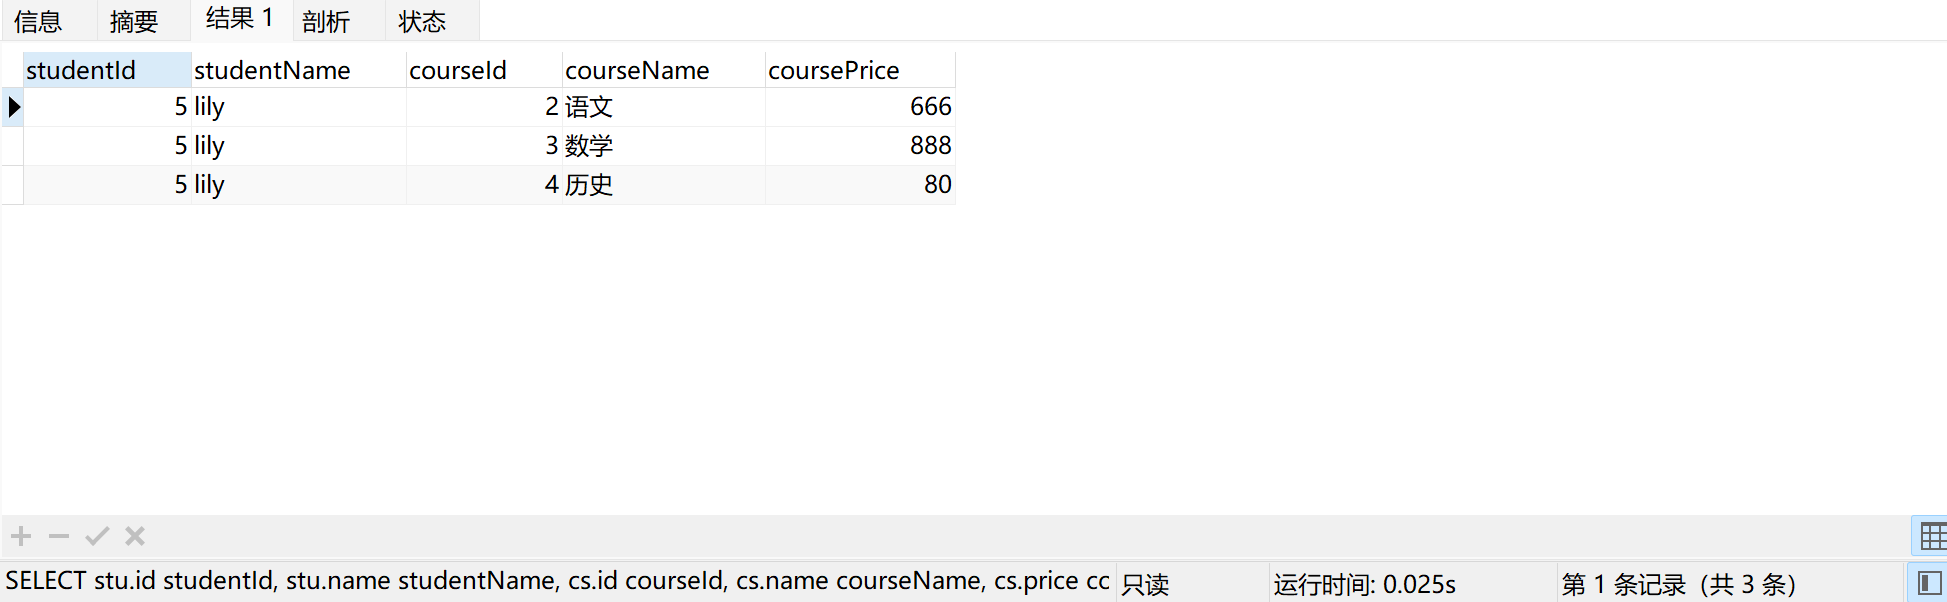 信息 摘要 结果 1 剖析 状态
studentId studentName courseId courseName coursePrice
5 lily 2 语文 666
5 lily 3 数学 888
5 lily 4 历史 80
SELECT stu.id studentId, stu.name studentName, cs.id courseId, cs.name courseName, cs.price cc 只读 运行时间: 0.025s 第 1 条记录（共 3 条）